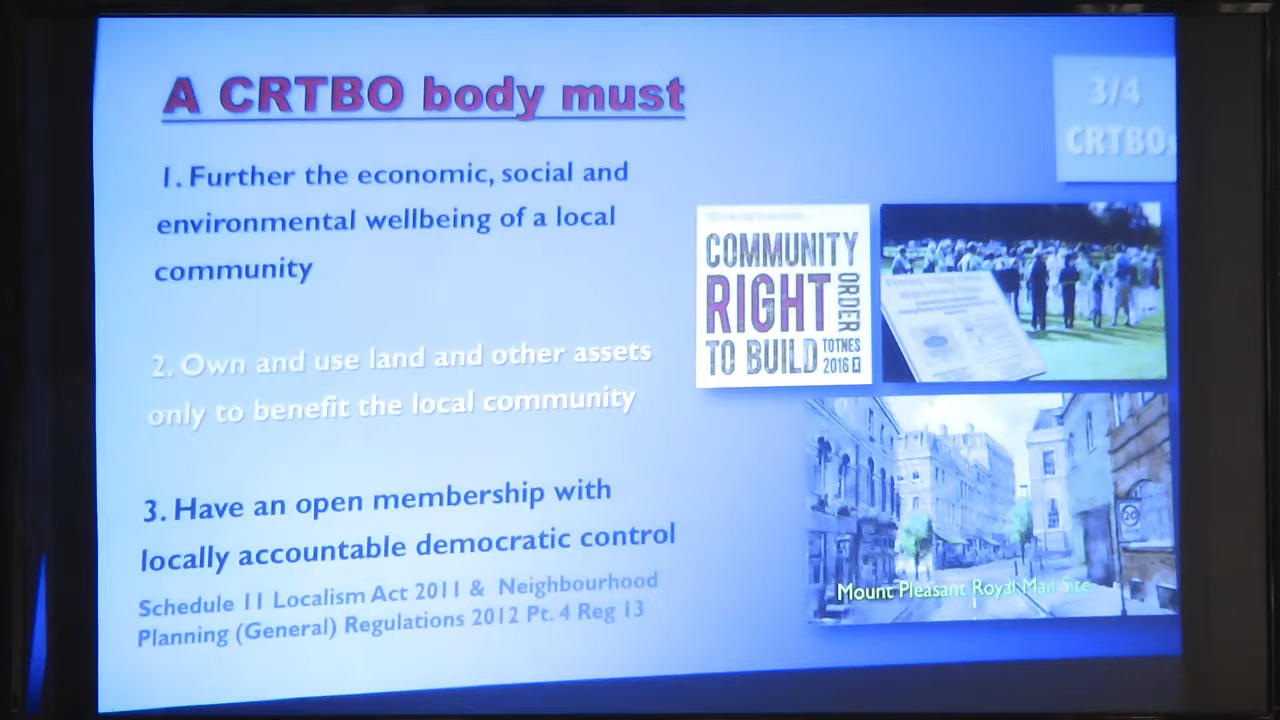 A CRTBO body must
3/4
CRTBOs
1. Further the economic, social and
environmental wellbeing of a local
community
2. Own and use land and other assets
only to benefit the local community
3. Have an open membership with
locally accountable democratic control
Schedule 11 Localism Act 2011 & Neighbourhood
Planning (General) Regulations 2012 Pt. 4 Reg 13
COMMUNITY
RIGHT
ORDER
TO BUILD
TOTNES
2016
20
Mount Pleasant Royal Mail Site